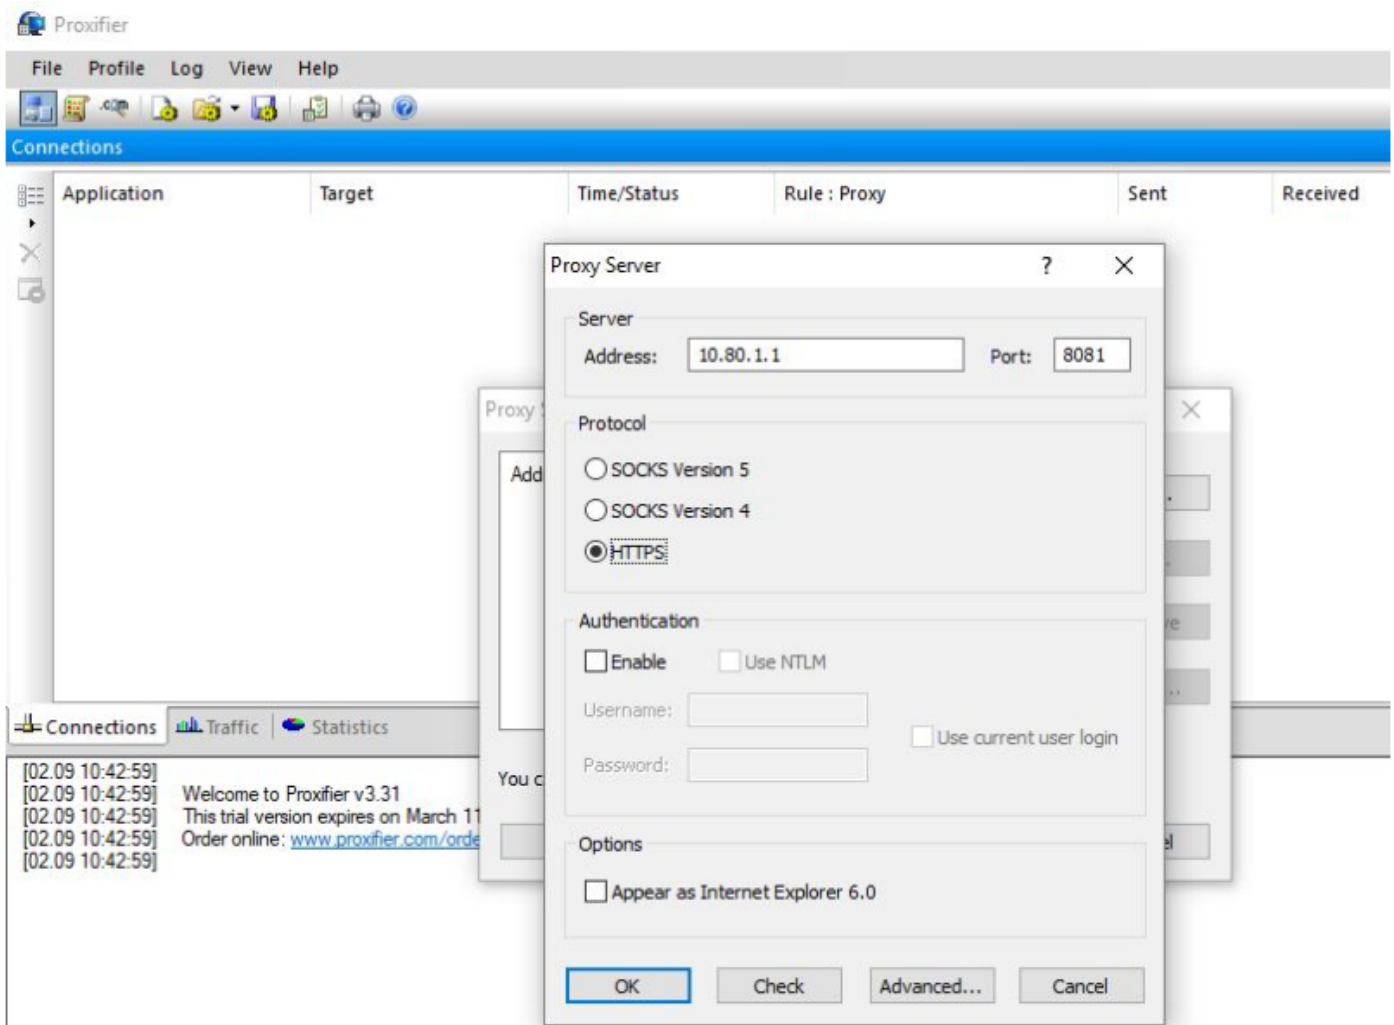 Proxifier
File Profile Log View Help
Connections
Application Target Time/Status Rule : Proxy Sent Received
Proxy Server ?
Server
Address: 10.80.1.1 Port: 8081
Proxy
Protocol
Add
SOCKS Version 5
SOCKS Version 4
HTTPS
Authentication
Enable Use NTLM
Username:
Use current user login
Password:
You c
Options
Appear as Internet Explorer 6.0
OK Check Advanced... Cancel
Connections Traffic Statistics
[02.09 10:42:59]
[02.09 10:42:59] Welcome to Proxifier v3.31
[02.09 10:42:59] This trial version expires on March 11
[02.09 10:42:59] Order online: www.proxifier.com/orde
[02.09 10:42:59]